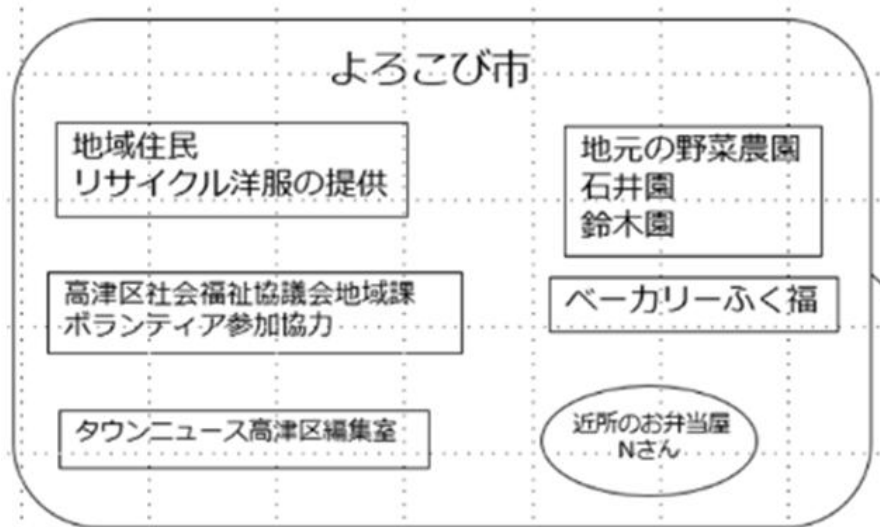 よろこび市
地域住民
リサイクル洋服の提供
高津区社会福祉協議会地域課
ボランティア参加協力
タウンニュース高津区編集室
地元の野菜農園
石井園
鈴木園
ベーカリーふく福
近所のお弁当屋
Nさん